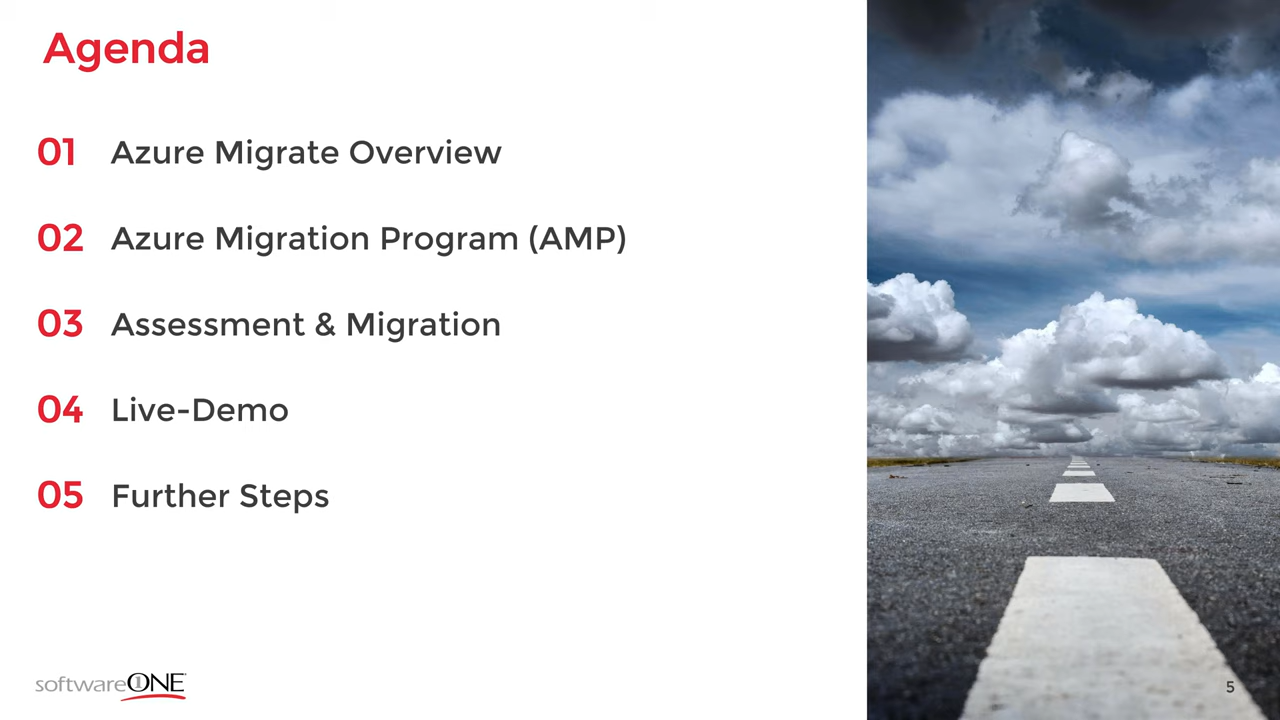 Agenda
01 Azure Migrate Overview
02 Azure Migration Program (AMP)
03 Assessment & Migration
04 Live-Demo
05 Further Steps
softwareONE
5